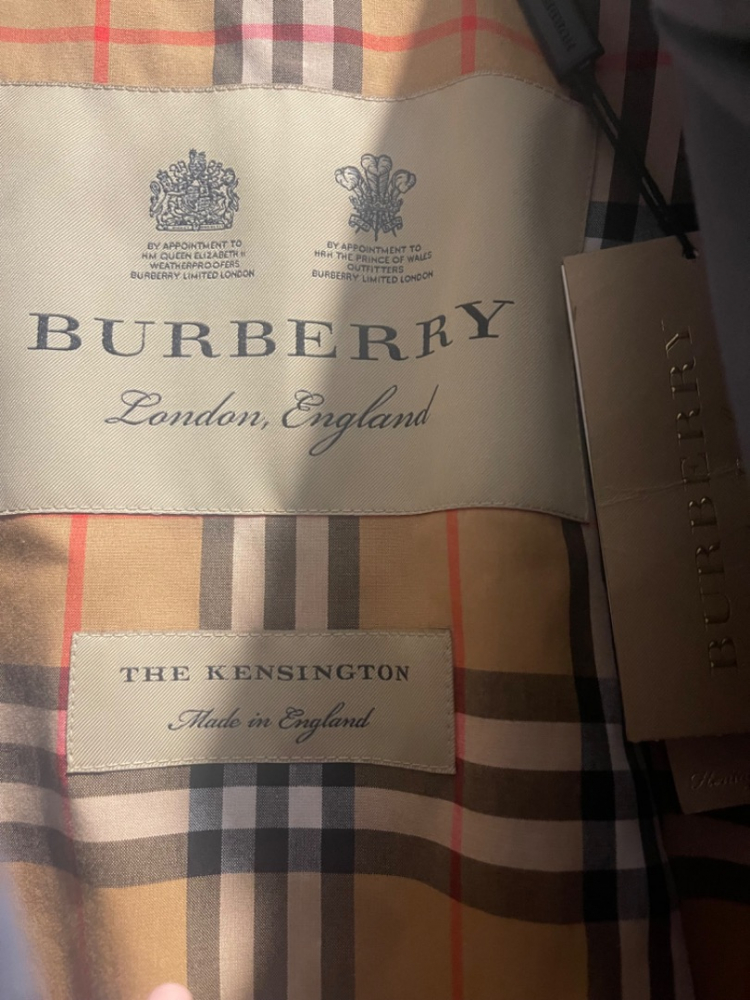 BY APPOINTMENT TO
HM QUEEN ELIZABETH II
WEATHERPROOFERS
BURBERRY LIMITED LONDON
BY APPOINTMENT TO
HRH THE PRINCE OF WALES
OUTFITTERS
BURBERRY LIMITED LONDON
BURBERRY
London, England
THE KENSINGTON
Made in England
BURBERRY